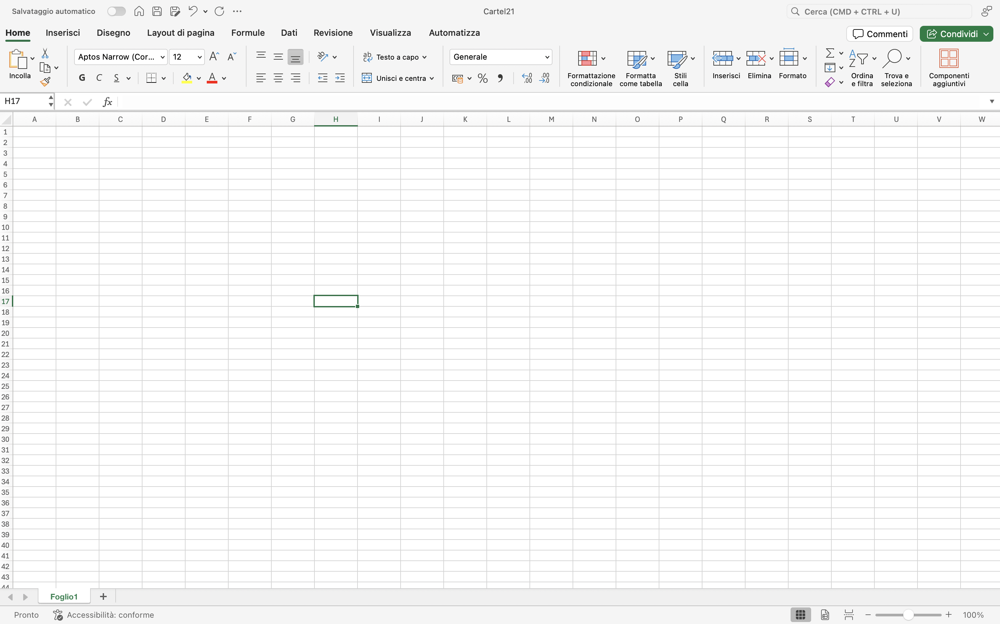 Salvataggio automatico
Cartel21
Cerca (CMD + CTRL + U)
Home Inserisci Disegno Layout di pagina Formule Dati Revisione Visualizza Automatizza
Commenti Condividi
Incolla
Aptos Narrow (Cor... 12
G C S
Testo a capo
Unisci e centra
Generale
Formattazione condizionale
Formatta come tabella
Stili cella
Inserisci Elimina Formato
Ordina e filtra
Trova e seleziona
Componenti aggiuntivi
H17 fx
A B C D E F G H I J K L M N O P Q R S T U V W
1
2
3
4
5
6
7
8
9
10
11
12
13
14
15
16
17
18
19
20
21
22
23
24
25
26
27
28
29
30
31
32
33
34
35
36
37
38
39
40
41
42
43
44
Foglio1 +
Pronto Accessibilità: conforme 100%